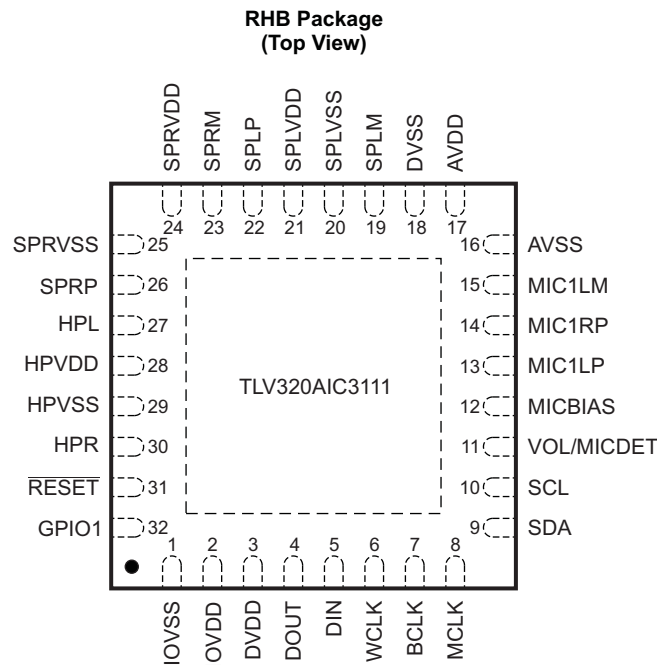 RHB Package
(Top View)
SPRVDD
SPRM
SPLP
SPLVDD
SPLVSS
SPLM
DVSS
AVDD
24 23 22 21 20 19 18 17
SPRVSS 25
SPRP 26
HPL 27
HPVDD 28
HPVSS 29
HPR 30
RESET 31
GPIO1 32
TLV320AIC3111
16 AVSS
15 MIC1LM
14 MIC1RP
13 MIC1LP
12 MICBIAS
11 VOL/MICDET
10 SCL
9 SDA
1 2 3 4 5 6 7 8
IOVSS
OVDD
DVDD
DOUT
DIN
WCLK
BCLK
MCLK